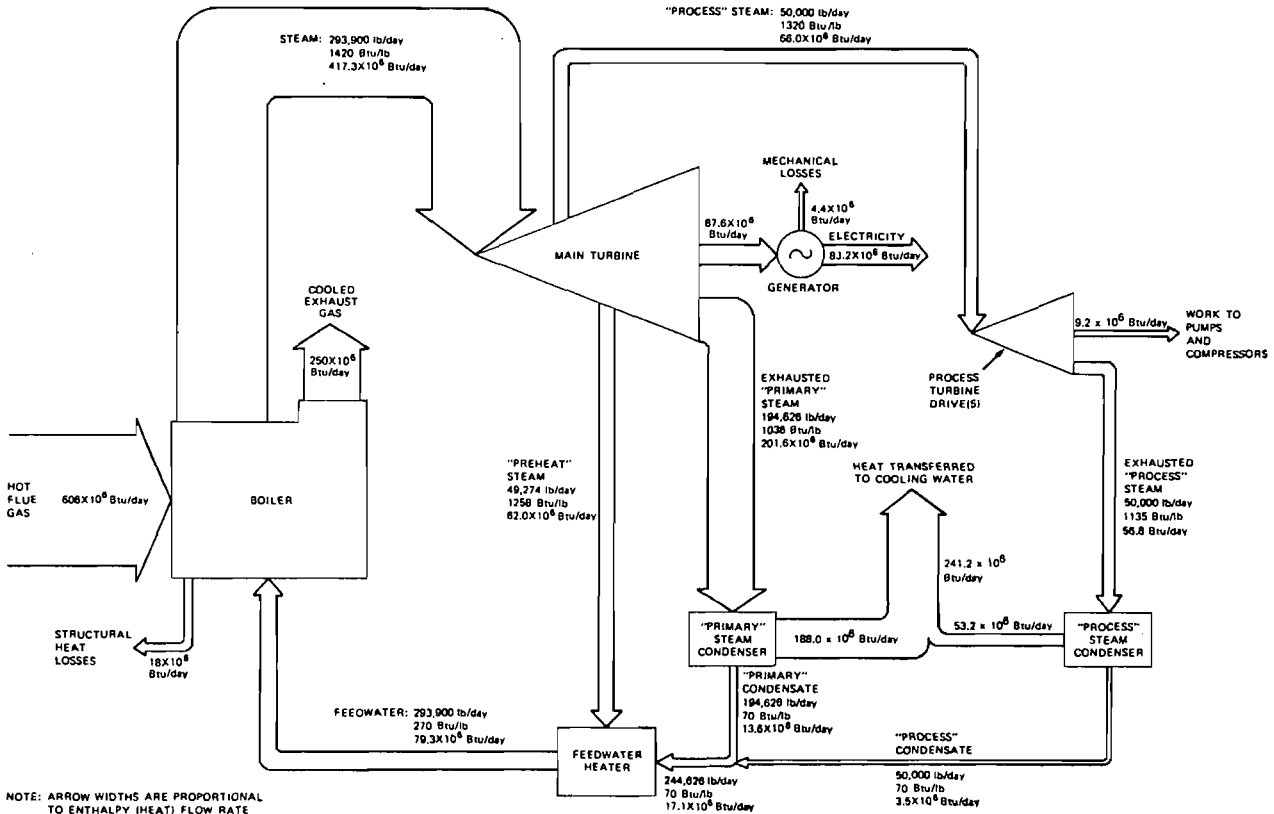 "PROCESS" STEAM: 50,000 lb/day
1320 Btu/lb
66.0X10⁶ Btu/day
STEAM: 293,900 lb/day
1420 Btu/lb
417.3X10⁶ Btu/day
MECHANICAL
LOSSES
4.4X10⁶
Btu/day
87.6X10⁶
Btu/day
ELECTRICITY
83.2X10⁶ Btu/day
MAIN TURBINE
GENERATOR
COOLED
EXHAUST
GAS
250X10⁶
Btu/day
9.2 x 10⁶ Btu/day
WORK TO
PUMPS
AND
COMPRESSORS
PROCESS
TURBINE
DRIVE(S)
EXHAUSTED
"PRIMARY"
STEAM
194,626 lb/day
1036 Btu/lb
201.6X10⁶
Btu/day
"PREHEAT"
STEAM
49,274 lb/day
1258 Btu/lb
62.0X10⁶ Btu/day
HEAT TRANSFERRED
TO COOLING WATER
EXHAUSTED
"PROCESS"
STEAM
50,000 lb/day
1135 Btu/lb
56.8 Btu/day
HOT
FLUE
GAS
606X10⁶ Btu/day
BOILER
241.2 x 10⁶
Btu/day
STRUCTURAL
HEAT
LOSSES
18X10⁶
Btu/day
"PRIMARY"
STEAM
CONDENSER
188.0 x 10⁶ Btu/day
53.2 x 10⁶ Btu/day
"PROCESS"
STEAM
CONDENSER
"PRIMARY"
CONDENSATE
194,626 lb/day
70 Btu/lb
13.6X10⁶ Btu/day
FEEDWATER: 293,900 lb/day
270 Btu/lb
79.3X10⁶ Btu/day
FEEDWATER
HEATER
"PROCESS"
CONDENSATE
50,000 lb/day
70 Btu/lb
3.5X10⁶ Btu/day
244,626 lb/day
70 Btu/lb
17.1X10⁶ Btu/day
NOTE: ARROW WIDTHS ARE PROPORTIONAL
TO ENTHALPY (HEAT) FLOW RATE